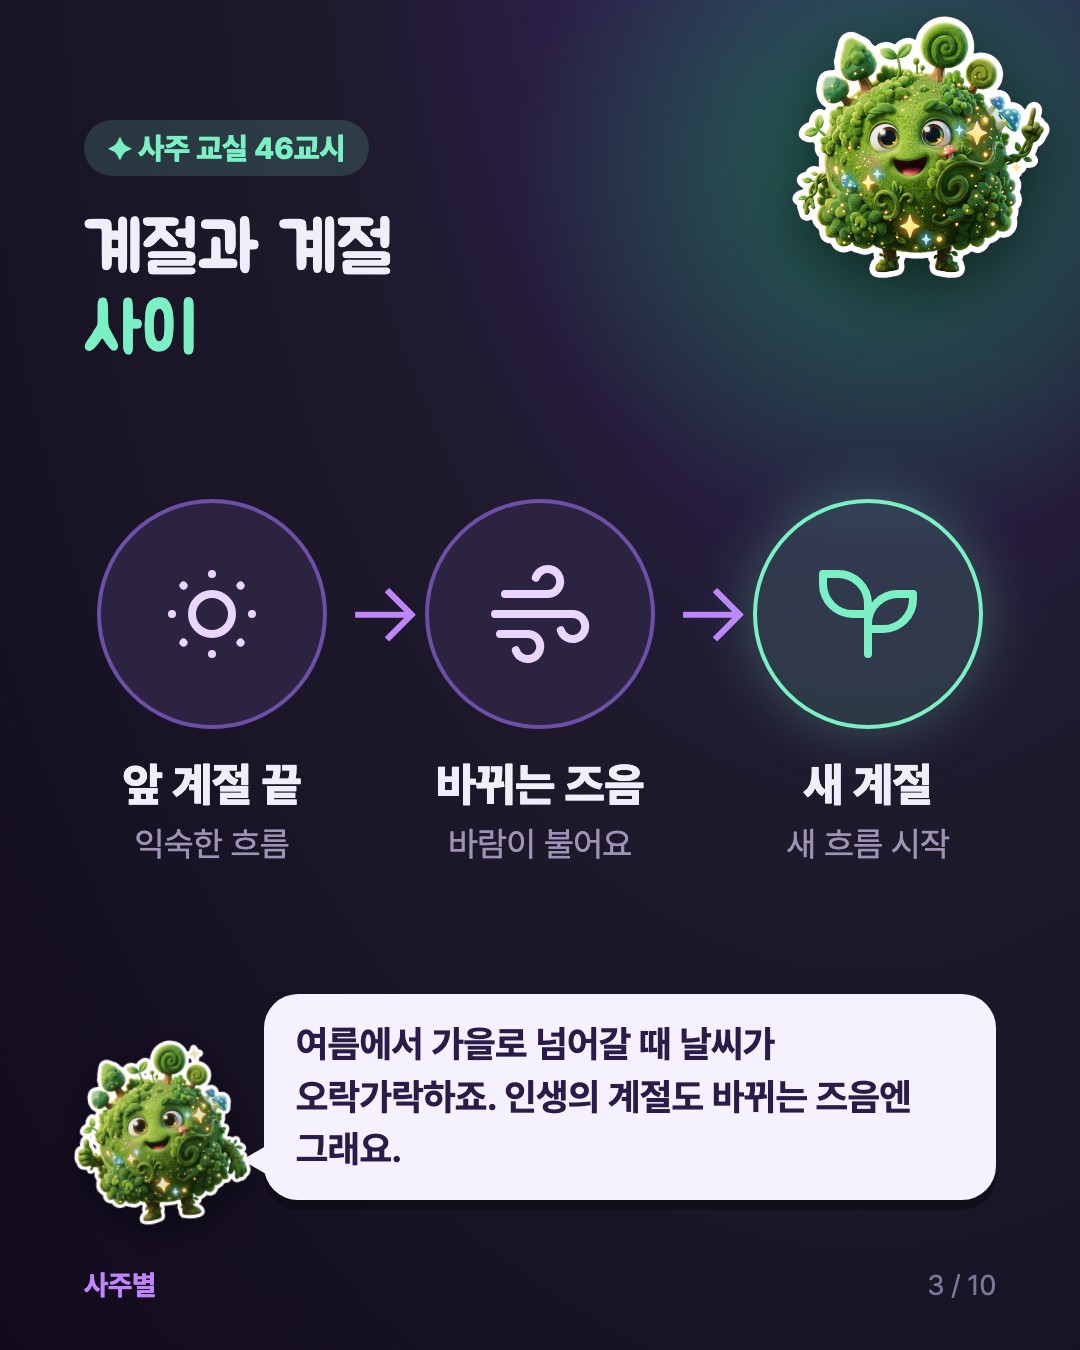 사주 교실 46교시
계절과 계절
사이
앞 계절 끝
익숙한 흐름
바뀌는 즈음
바람이 불어요
새 계절
새 흐름 시작
여름에서 가을로 넘어갈 때 날씨가
오락가락하죠. 인생의 계절도 바뀌는 즈음엔
그래요.
사주별
3 / 10